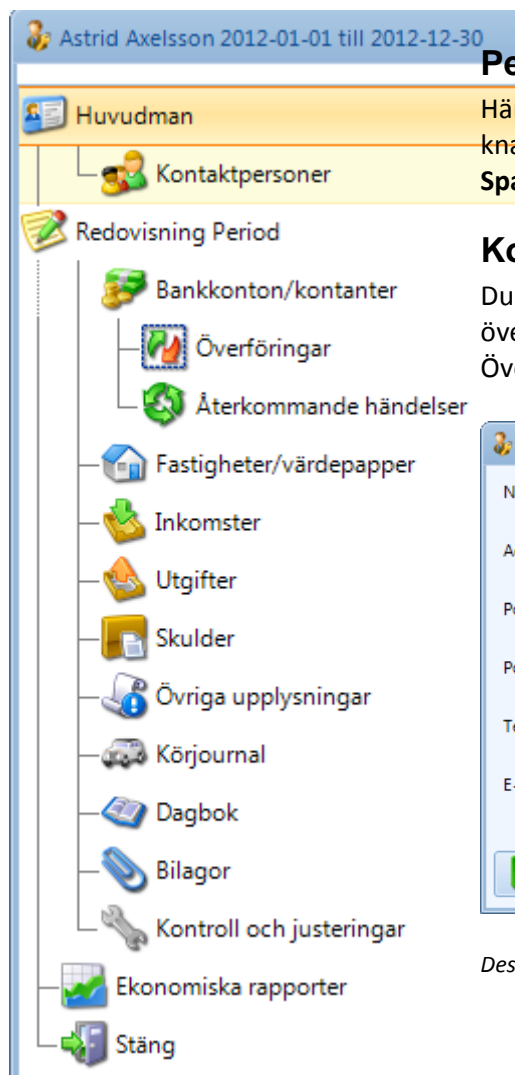 Astrid Axelsson 2012-01-01 till 2012-12-30
Huvudman
Kontaktpersoner
Redovisning Period
Bankkonton/kontanter
Överföringar
Återkommande händelser
Fastigheter/värdepapper
Inkomster
Utgifter
Skulder
Övriga upplysningar
Körjournal
Dagbok
Bilagor
Kontroll och justeringar
Ekonomiska rapporter
Stäng
Du